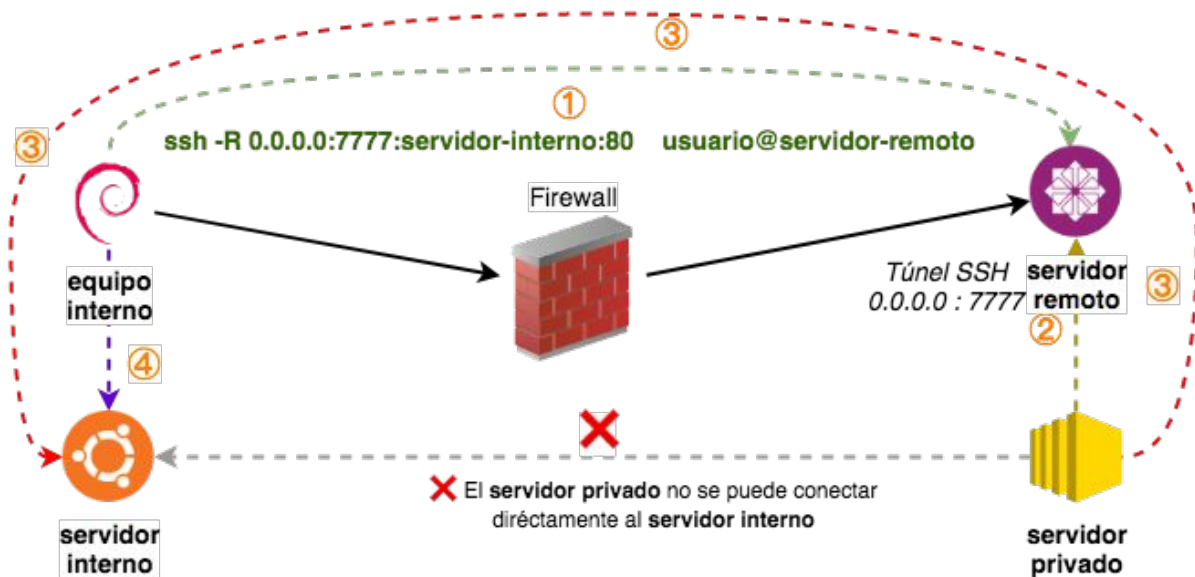 ③
①
ssh -R 0.0.0.0:7777:servidor-interno:80 usuario@servidor-remoto
③
Firewall
equipo
interno
Túnel SSH
0.0.0.0 : 7777
servidor
remoto
③
②
④
El servidor privado no se puede conectar
diréctamente al servidor interno
servidor
interno
servidor
privado